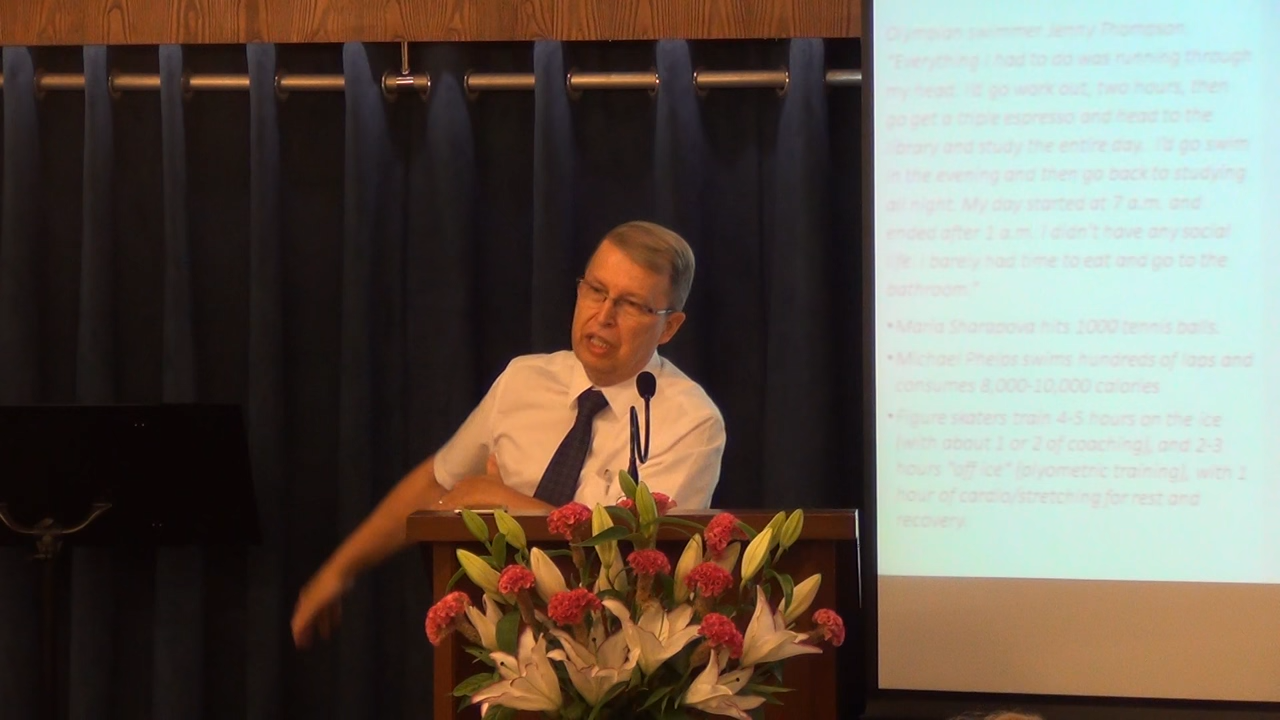 Olympian swimmer Jenny Thompson:
"Everything I had to do was running through
my head. I'd go work out, two hours, then
go get a triple espresso and head to the
library and study the entire day. I'd go swim
in the evening and then go back to studying
all night. My day started at 7 a.m. and
ended after 1 a.m. I didn't have any social
life. I barely had time to eat and go to the
bathroom."
•Maria Sharapova hits 1000 tennis balls.
•Michael Phelps swims hundreds of laps and
consumes 8,000-10,000 calories
•Figure skaters train 4-5 hours on the ice
(with about 1 or 2 of coaching), and 2-3
hours "off ice" (plyometric training), with 1
hour of cardio/stretching for rest and
recovery.